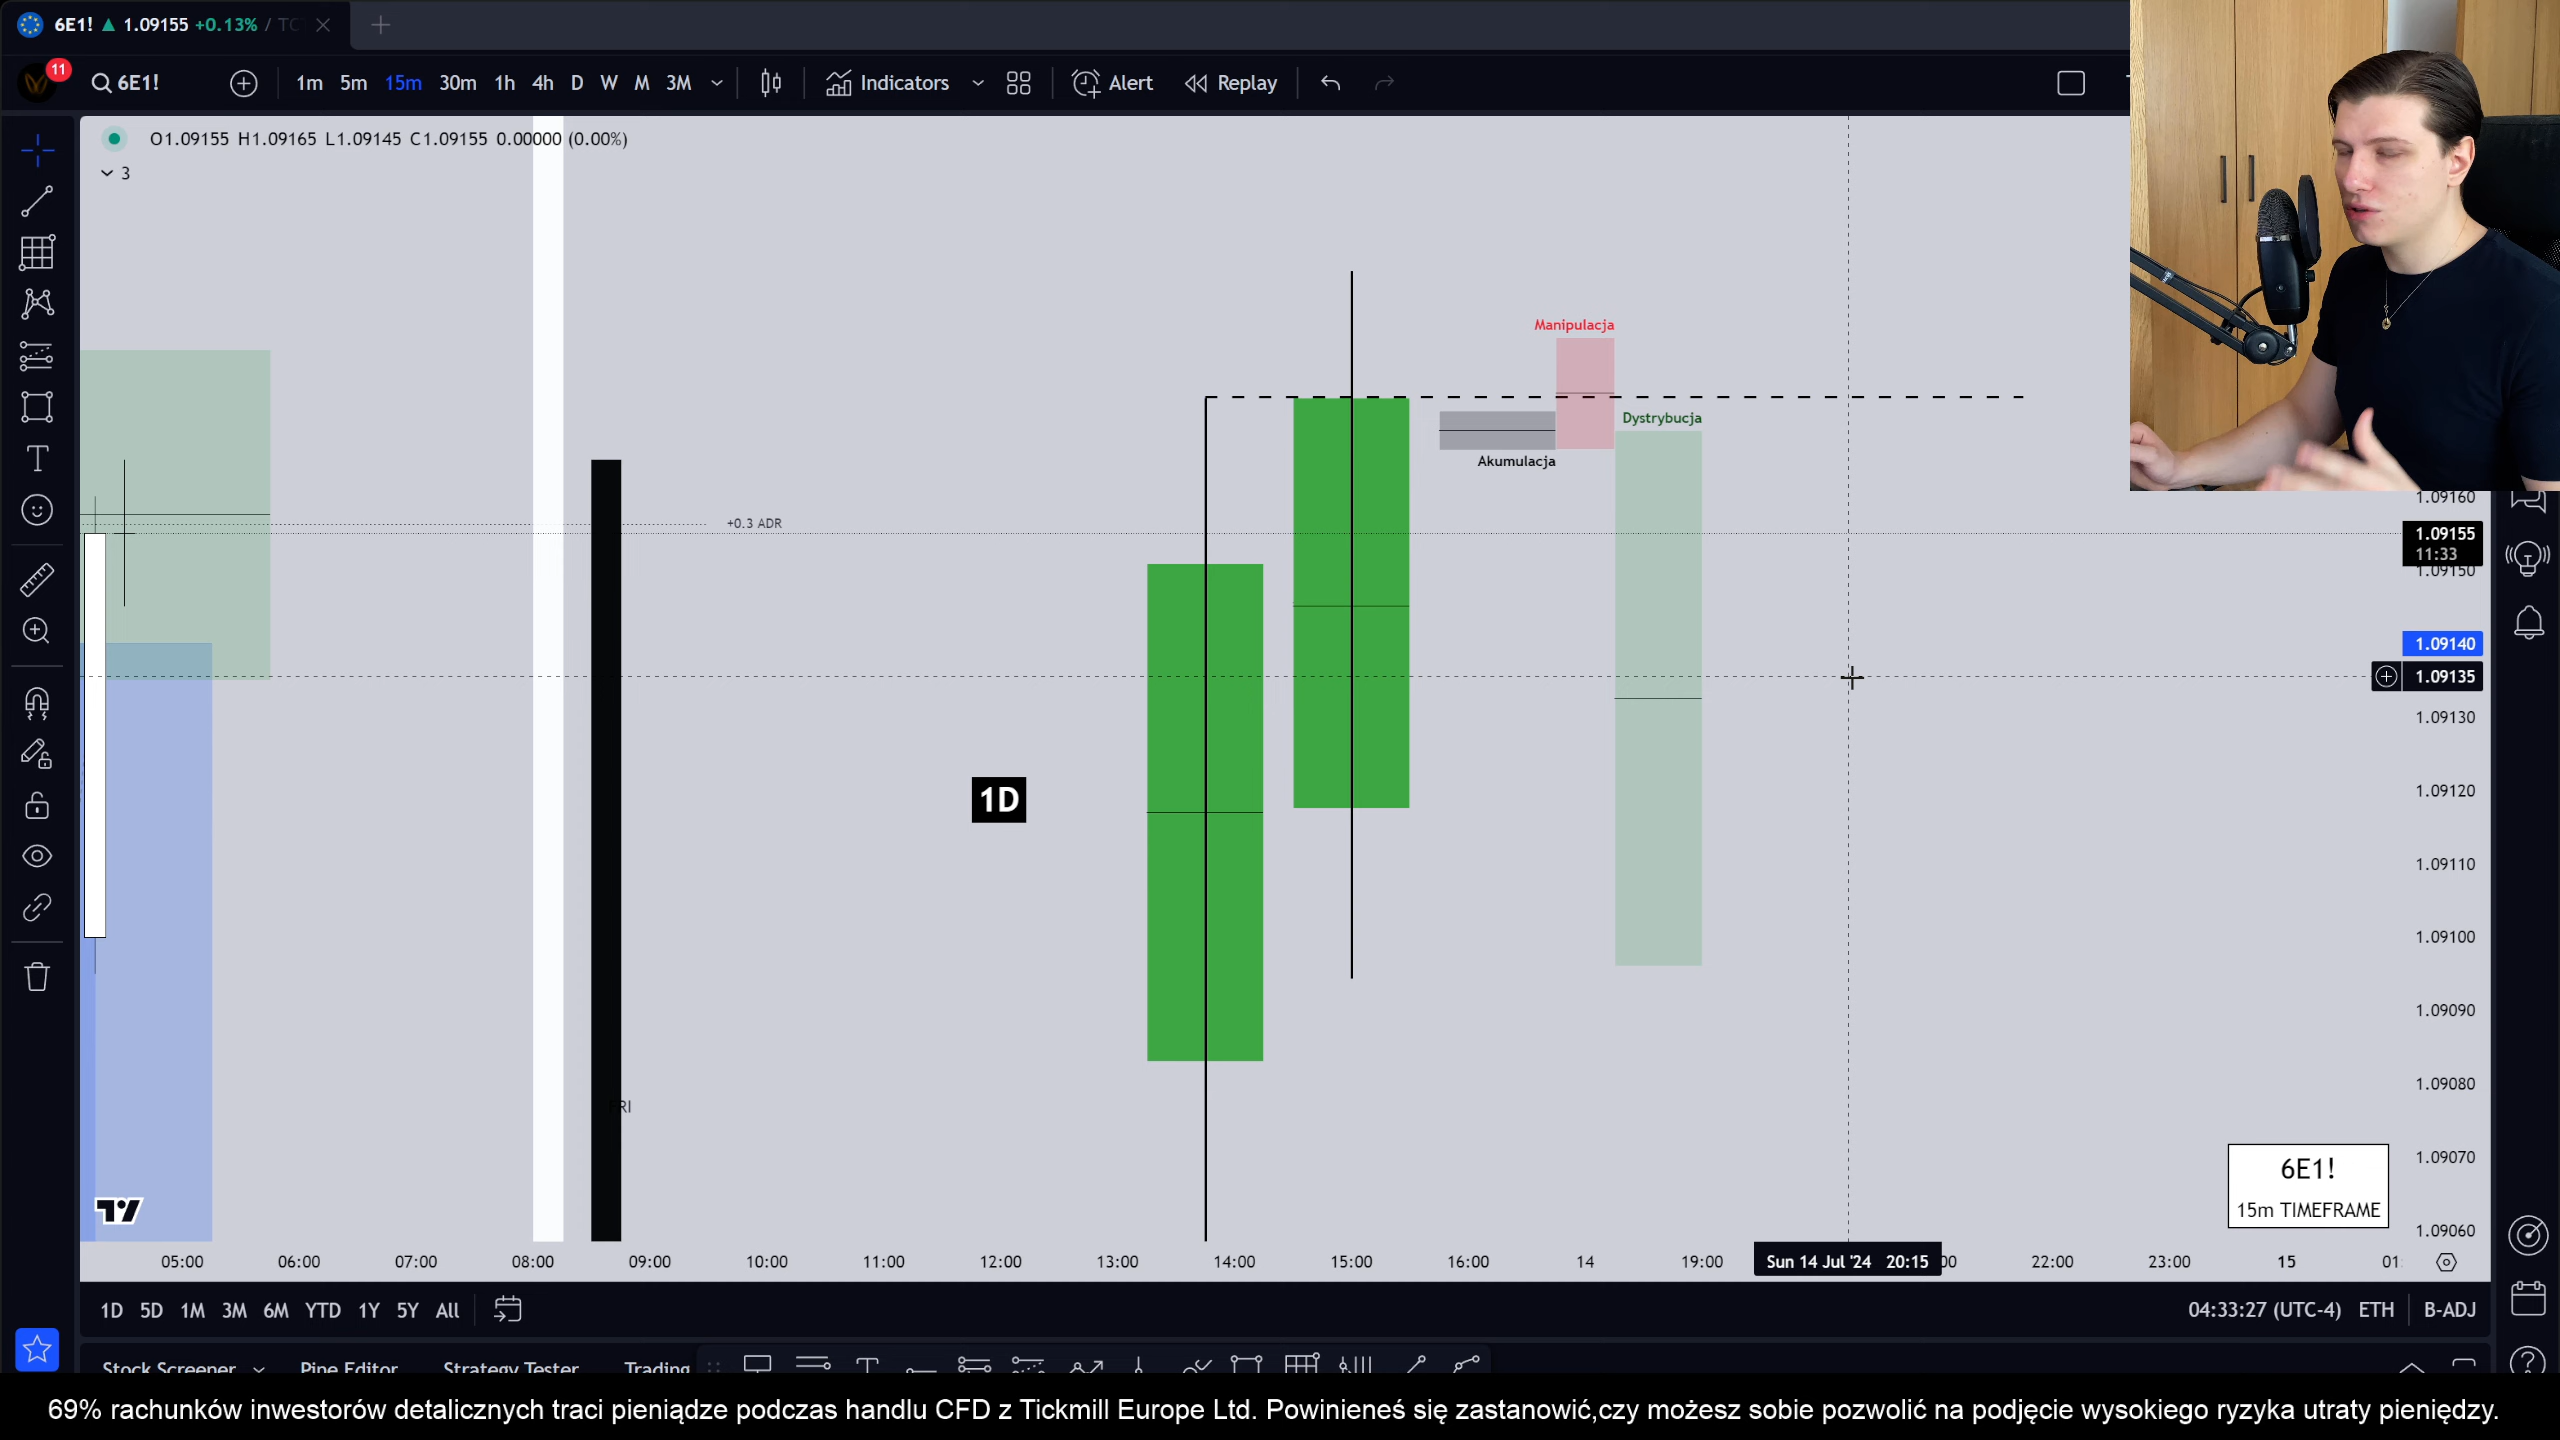 6E1! 1.09155 +0.13% / TC
11
6E1!
1m 5m 15m 30m 1h 4h D W M 3M
Indicators
Alert
Replay
O1.09155 H1.09165 L1.09145 C1.09155 0.00000 (0.00%)
3
Manipulacja
Dystrybucja
Akumulacja
+0.3 ADR
1D
1.09160
1.09155
11:33
1.09150
1.09140
1.09135
1.09130
1.09120
1.09110
1.09100
1.09090
1.09080
1.09070
1.09060
6E1!
15m TIMEFRAME
05:00 06:00 07:00 08:00 09:00 10:00 11:00 12:00 13:00 14:00 15:00 16:00 14 19:00 Sun 14 Jul '24 20:15 22:00 23:00 15 01:
1D 5D 1M 3M 6M YTD 1Y 5Y All
04:33:27 (UTC-4) ETH B-ADJ
Stock Screener Pine Editor Strategy Tester Trading
69% rachunków inwestorów detalicznych traci pieniądze podczas handlu CFD z Tickmill Europe Ltd. Powinieneś się zastanowić,czy możesz sobie pozwolić na podjęcie wysokiego ryzyka utraty pieniędzy.